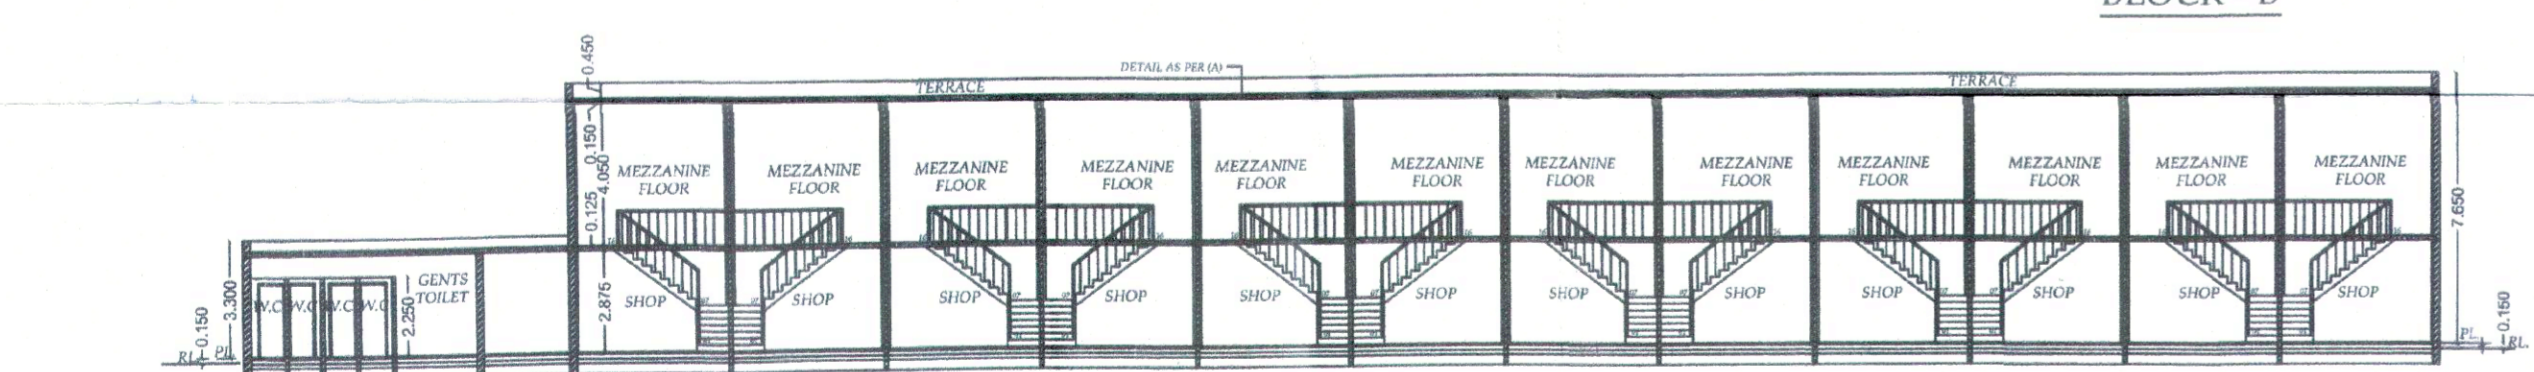 BLOCK B
DETAIL AS PER (A)
0.450
TERRACE
TERRACE
0.150
4.050
0.125
MEZZANINE FLOOR
MEZZANINE FLOOR
MEZZANINE FLOOR
MEZZANINE FLOOR
MEZZANINE FLOOR
MEZZANINE FLOOR
MEZZANINE FLOOR
MEZZANINE FLOOR
MEZZANINE FLOOR
MEZZANINE FLOOR
MEZZANINE FLOOR
MEZZANINE FLOOR
7.650
GENTS
TOILET
W.C
W.C
W.C
W.C
2.250
3.300
0.150
RL
PL
2.875
SHOP
SHOP
SHOP
SHOP
SHOP
SHOP
SHOP
SHOP
SHOP
SHOP
SHOP
SHOP
PL
0.150
RL.